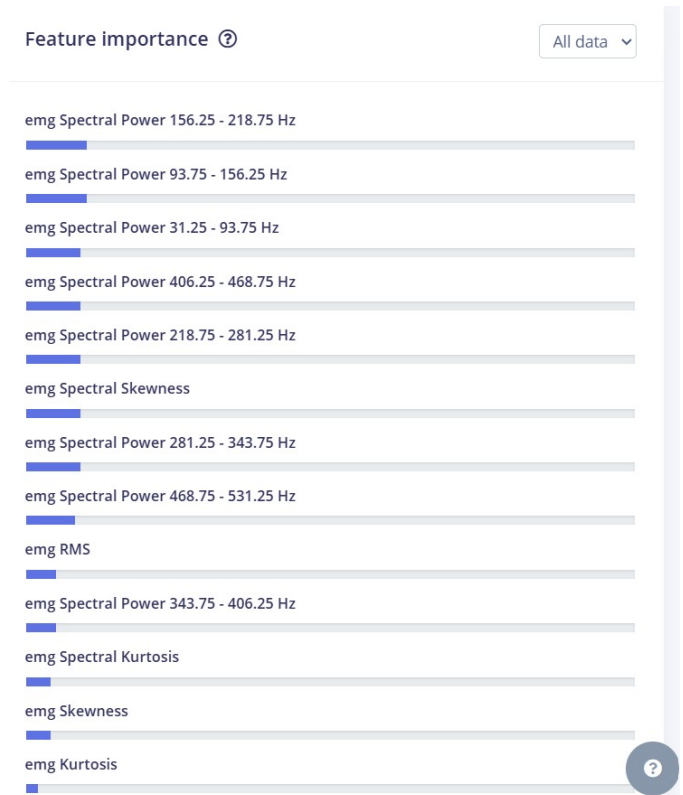 Feature importance ?
All data
emg Spectral Power 156.25 - 218.75 Hz
emg Spectral Power 93.75 - 156.25 Hz
emg Spectral Power 31.25 - 93.75 Hz
emg Spectral Power 406.25 - 468.75 Hz
emg Spectral Power 218.75 - 281.25 Hz
emg Spectral Skewness
emg Spectral Power 281.25 - 343.75 Hz
emg Spectral Power 468.75 - 531.25 Hz
emg RMS
emg Spectral Power 343.75 - 406.25 Hz
emg Spectral Kurtosis
emg Skewness
emg Kurtosis
?